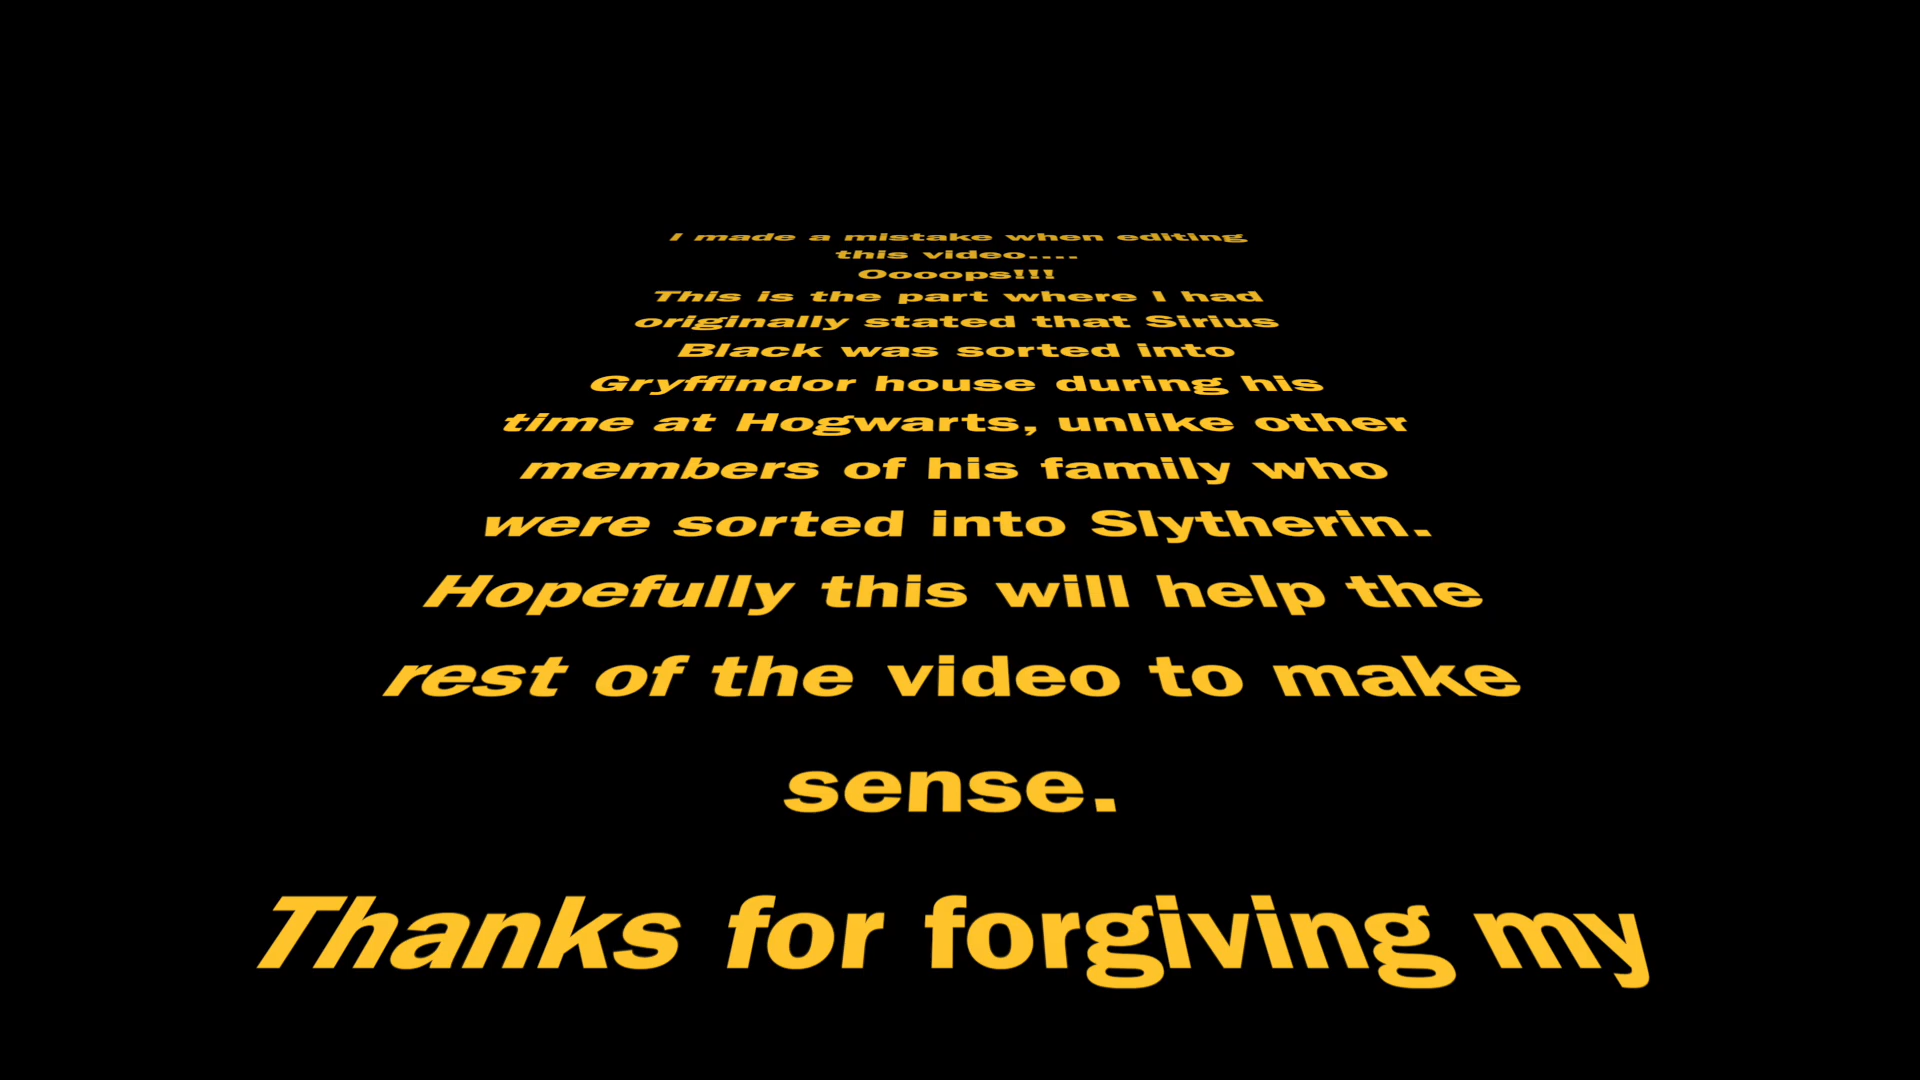 I made a mistake when editing
this video....
Oooops!!!
This is the part where I had
originally stated that Sirius
Black was sorted into
Gryffindor house during his
time at Hogwarts, unlike other
members of his family who
were sorted into Slytherin.
Hopefully this will help the
rest of the video to make
sense.
Thanks for forgiving my